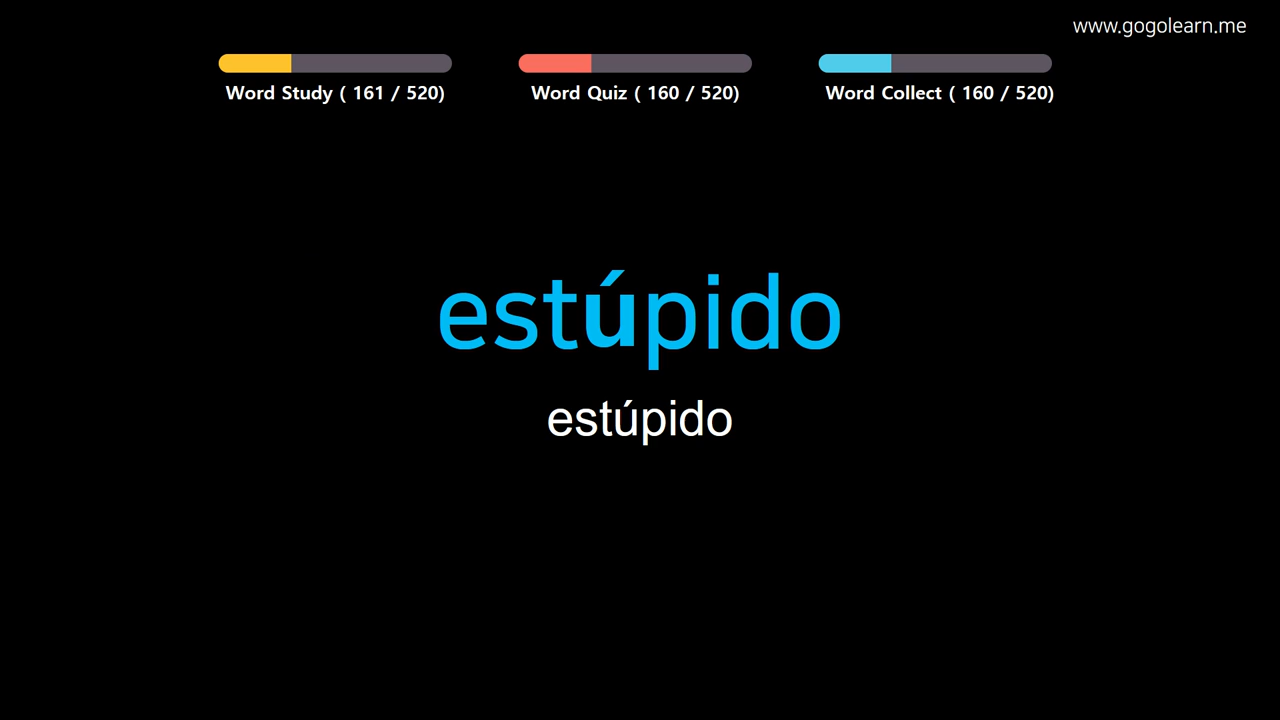 www.gogolearn.me
Word Study ( 161 / 520)
Word Quiz ( 160 / 520)
Word Collect ( 160 / 520)
estúpido
estúpido